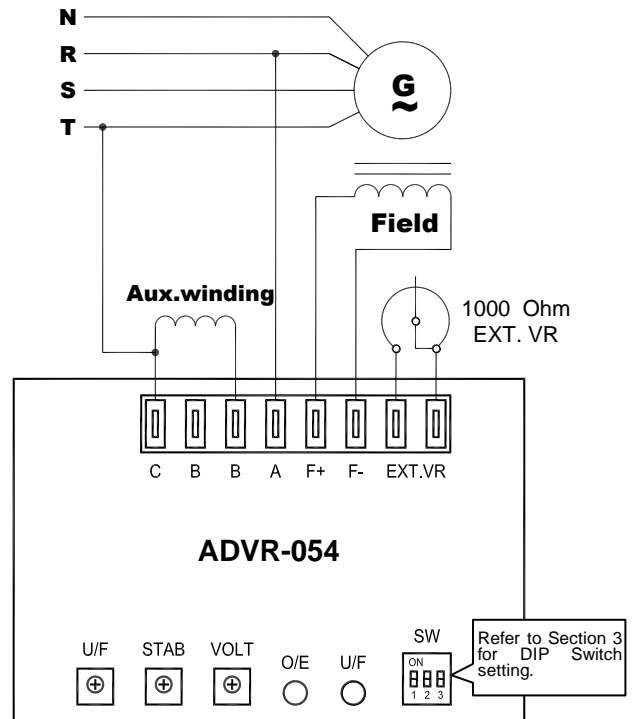 N
R
S
T
G
~
Field
Aux.winding
1000 Ohm
EXT. VR
C B B A F+ F- EXT.VR
ADVR-054
U/F STAB VOLT O/E U/F SW
ON
1 2 3
Refer to Section 3
for DIP Switch
setting.